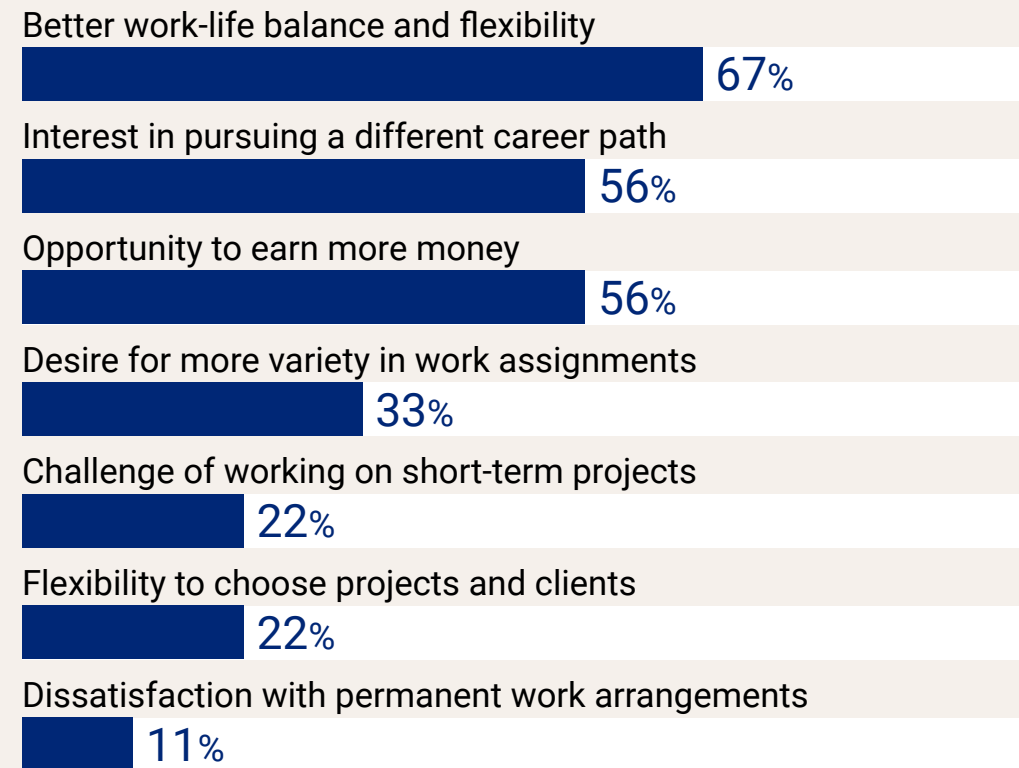 Better work-life balance and flexibility
67%
Interest in pursuing a different career path
56%
Opportunity to earn more money
56%
Desire for more variety in work assignments
33%
Challenge of working on short-term projects
22%
Flexibility to choose projects and clients
22%
Dissatisfaction with permanent work arrangements
11%